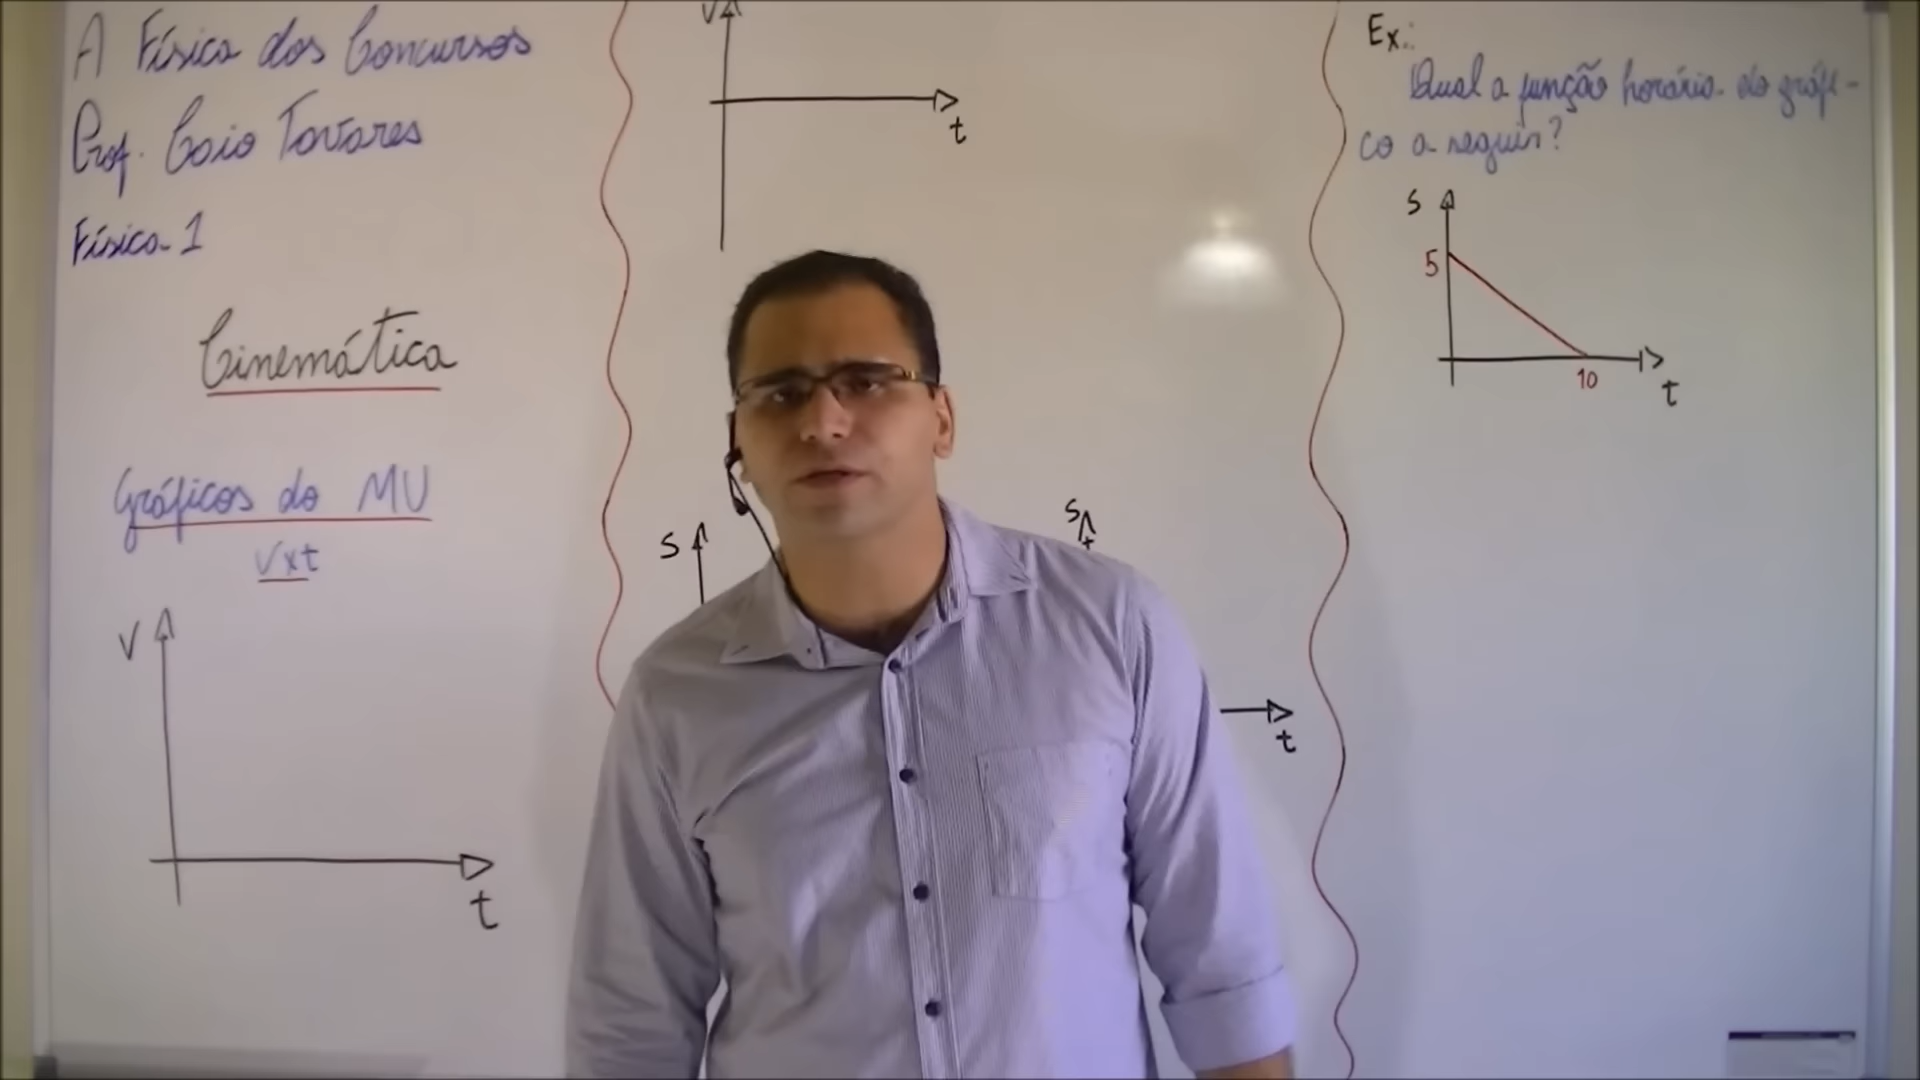 A Física dos Concursos
Prof. Caio Tavares
Física 1
Cinemática
Gráficos do MU
V x t
V
t
V
t
S
S
t
Ex.:
Qual a função horária do gráfi-
co a seguir?
S
5
10
t